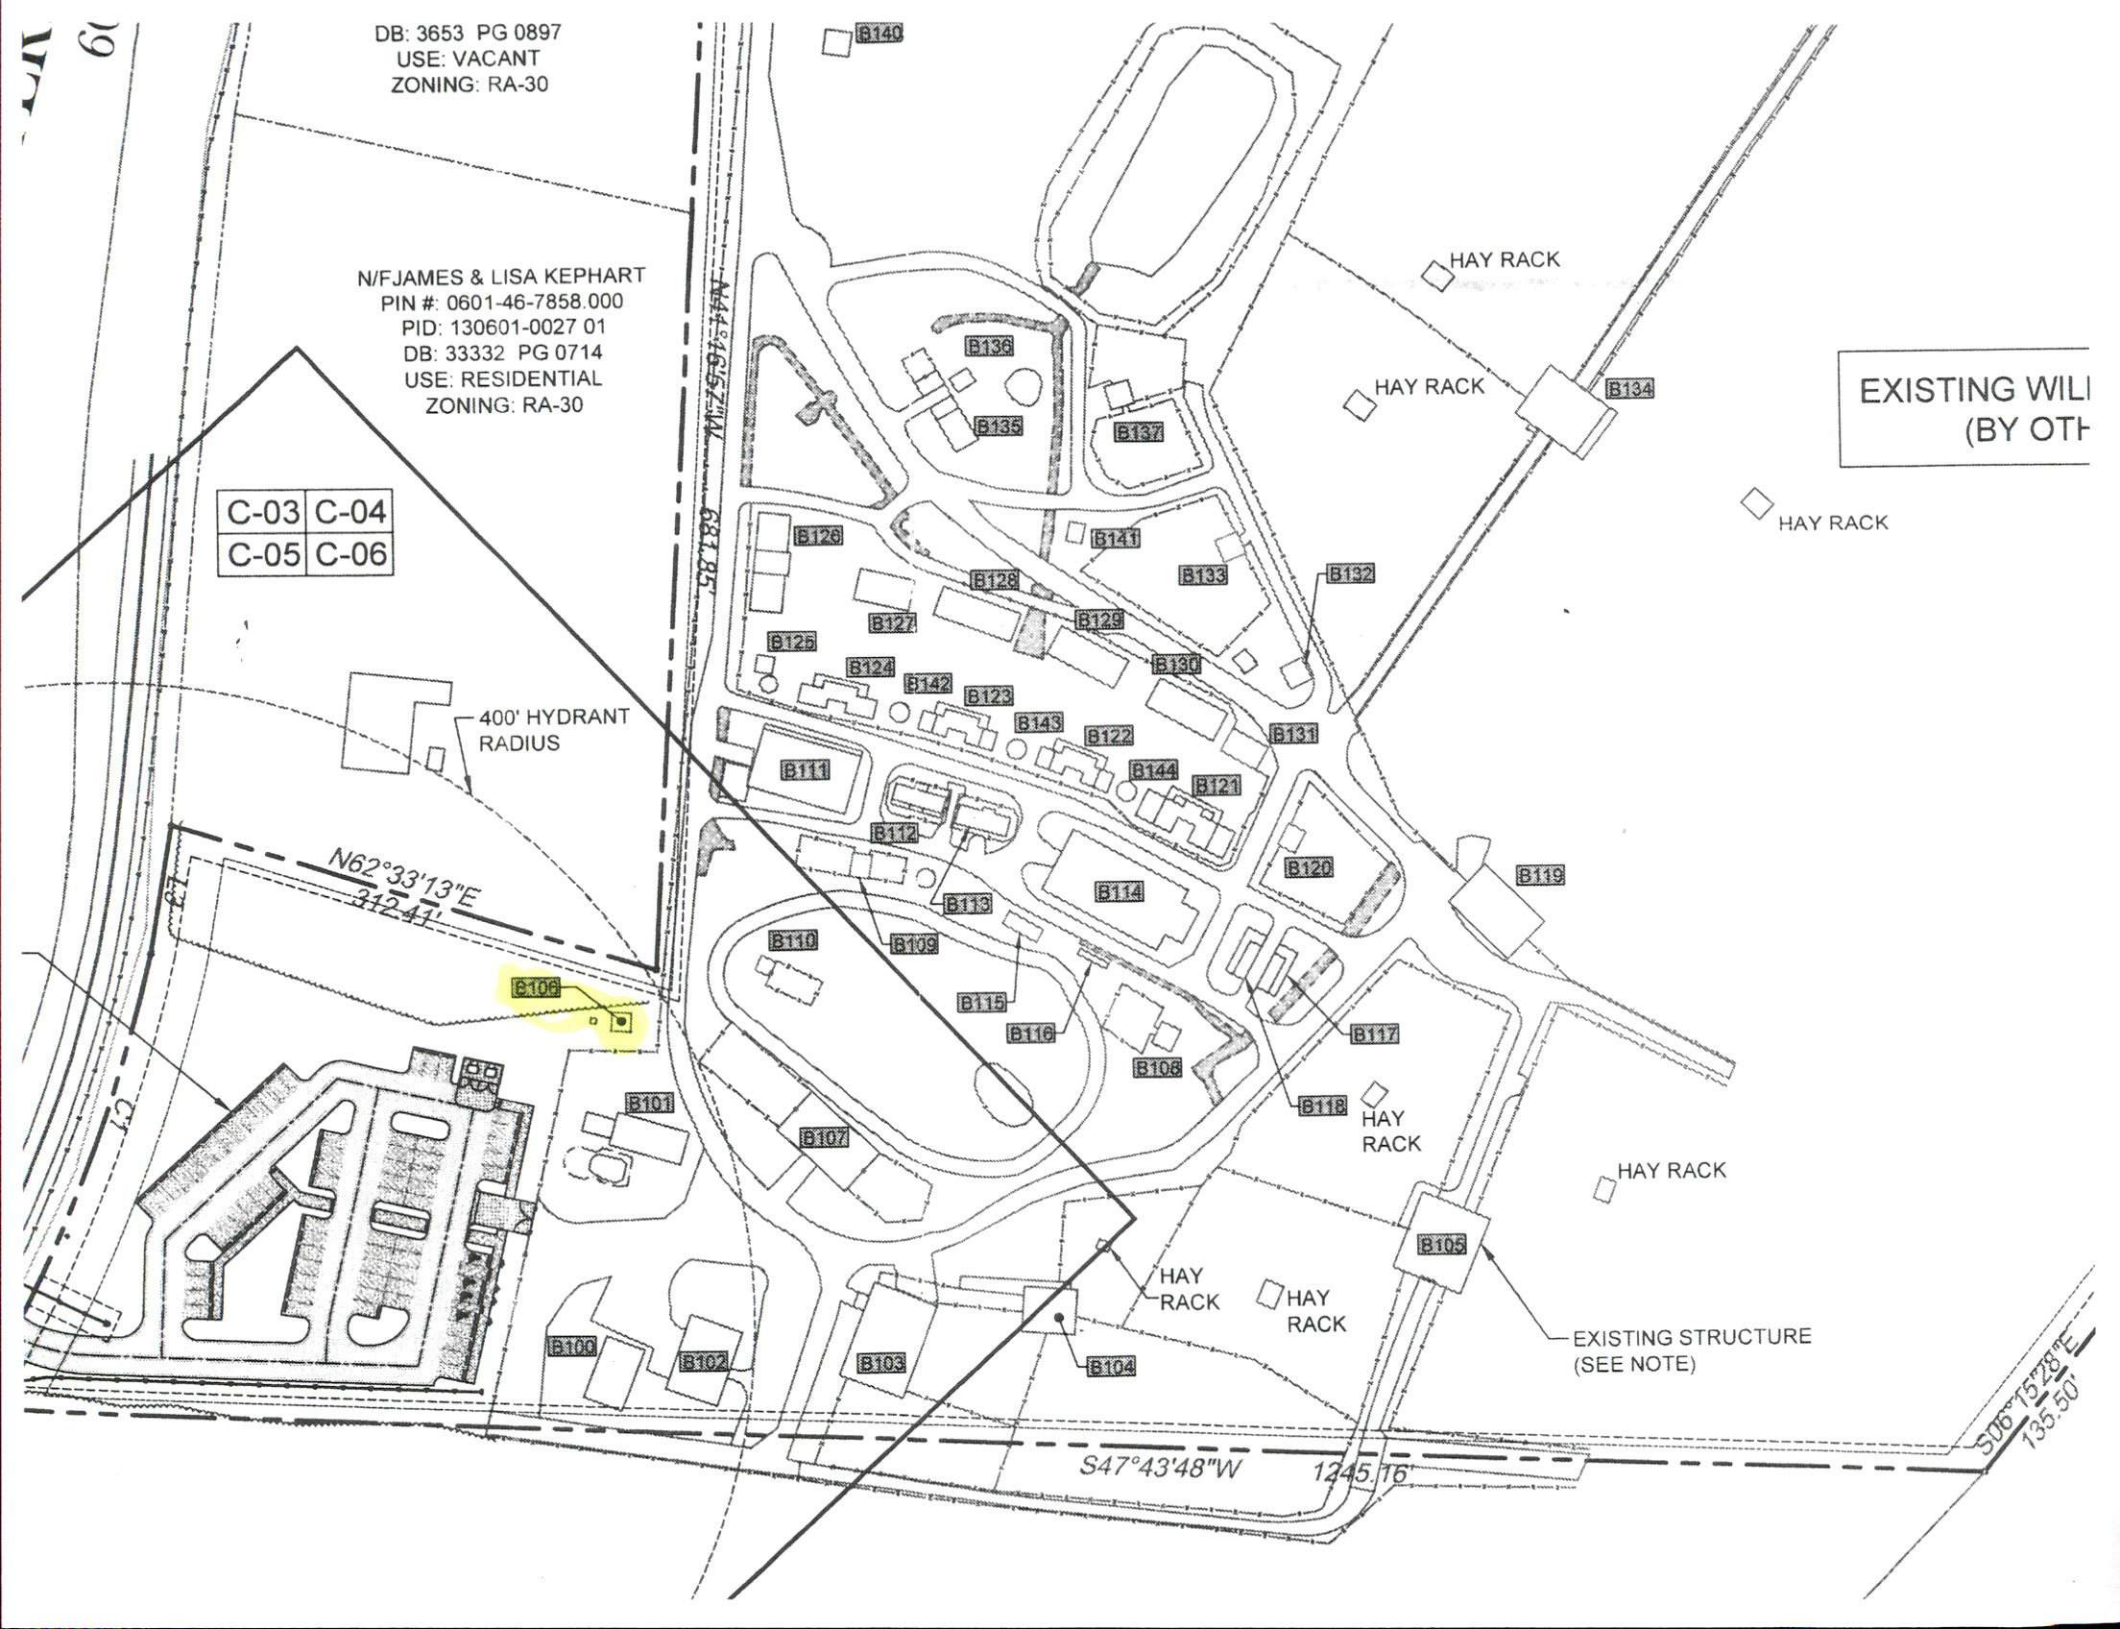 09
DB: 3653 PG 0897
USE: VACANT
ZONING: RA-30
B140
N/FJAMES & LISA KEPHART
PIN #: 0601-46-7858.000
PID: 130601-0027 01
DB: 33332 PG 0714
USE: RESIDENTIAL
ZONING: RA-30
HAY RACK
B136
HAY RACK
B134
EXISTING WILI
(BY OTH
B135
B137
C-03 C-04
C-05 C-06
681.85'
HAY RACK
B126
B141
B128
B133
B132
B127
B129
B125
B124
B142
B123
B130
400' HYDRANT
RADIUS
B143
B122
B131
B111
B144
B121
B112
B120
B119
N62°33'13"E
312.41'
L3
B114
B113
B110
B109
B106
B115
B116
B117
B108
B118
HAY
RACK
C1
B101
B107
HAY RACK
B105
HAY
RACK
HAY
RACK
EXISTING STRUCTURE
(SEE NOTE)
B100
B102
B103
B104
S06°15'28"E
135.50'
S47°43'48"W 1245.16'